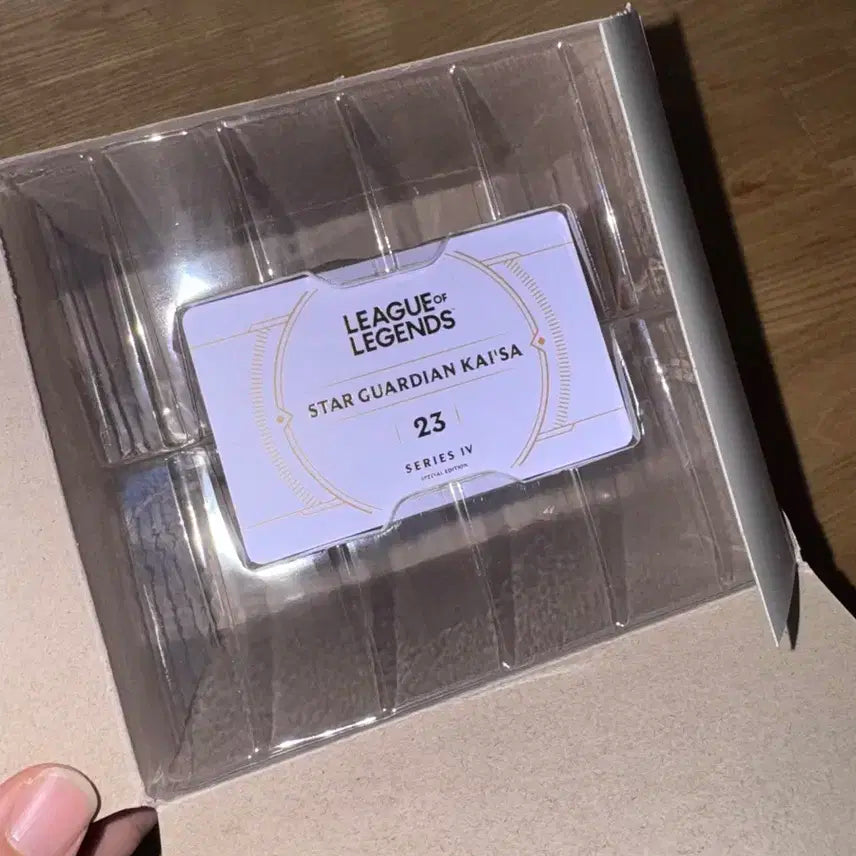 LEAGUE OF
LEGENDS
STAR GUARDIAN KAI'SA
23
SERIES IV
SPECIAL EDITION